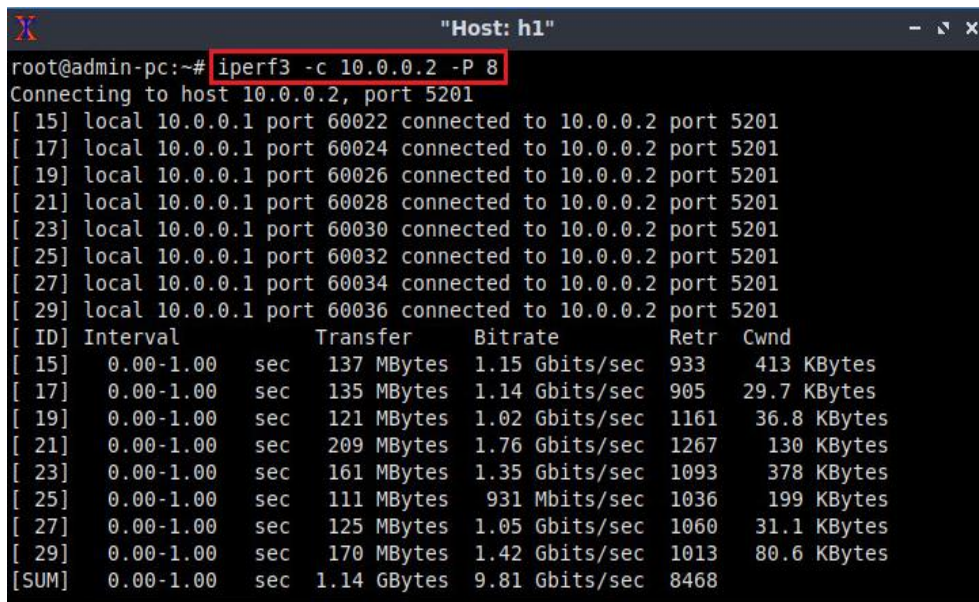 "Host: h1"
root@admin-pc:~# iperf3 -c 10.0.0.2 -P 8
Connecting to host 10.0.0.2, port 5201
[ 15] local 10.0.0.1 port 60022 connected to 10.0.0.2 port 5201
[ 17] local 10.0.0.1 port 60024 connected to 10.0.0.2 port 5201
[ 19] local 10.0.0.1 port 60026 connected to 10.0.0.2 port 5201
[ 21] local 10.0.0.1 port 60028 connected to 10.0.0.2 port 5201
[ 23] local 10.0.0.1 port 60030 connected to 10.0.0.2 port 5201
[ 25] local 10.0.0.1 port 60032 connected to 10.0.0.2 port 5201
[ 27] local 10.0.0.1 port 60034 connected to 10.0.0.2 port 5201
[ 29] local 10.0.0.1 port 60036 connected to 10.0.0.2 port 5201
[ ID] Interval           Transfer     Bitrate         Retr  Cwnd
[ 15]   0.00-1.00   sec   137 MBytes  1.15 Gbits/sec  933    413 KBytes
[ 17]   0.00-1.00   sec   135 MBytes  1.14 Gbits/sec  905   29.7 KBytes
[ 19]   0.00-1.00   sec   121 MBytes  1.02 Gbits/sec  1161   36.8 KBytes
[ 21]   0.00-1.00   sec   209 MBytes  1.76 Gbits/sec  1267    130 KBytes
[ 23]   0.00-1.00   sec   161 MBytes  1.35 Gbits/sec  1093    378 KBytes
[ 25]   0.00-1.00   sec   111 MBytes   931 Mbits/sec  1036    199 KBytes
[ 27]   0.00-1.00   sec   125 MBytes  1.05 Gbits/sec  1060   31.1 KBytes
[ 29]   0.00-1.00   sec   170 MBytes  1.42 Gbits/sec  1013   80.6 KBytes
[SUM]   0.00-1.00   sec  1.14 GBytes  9.81 Gbits/sec  8468